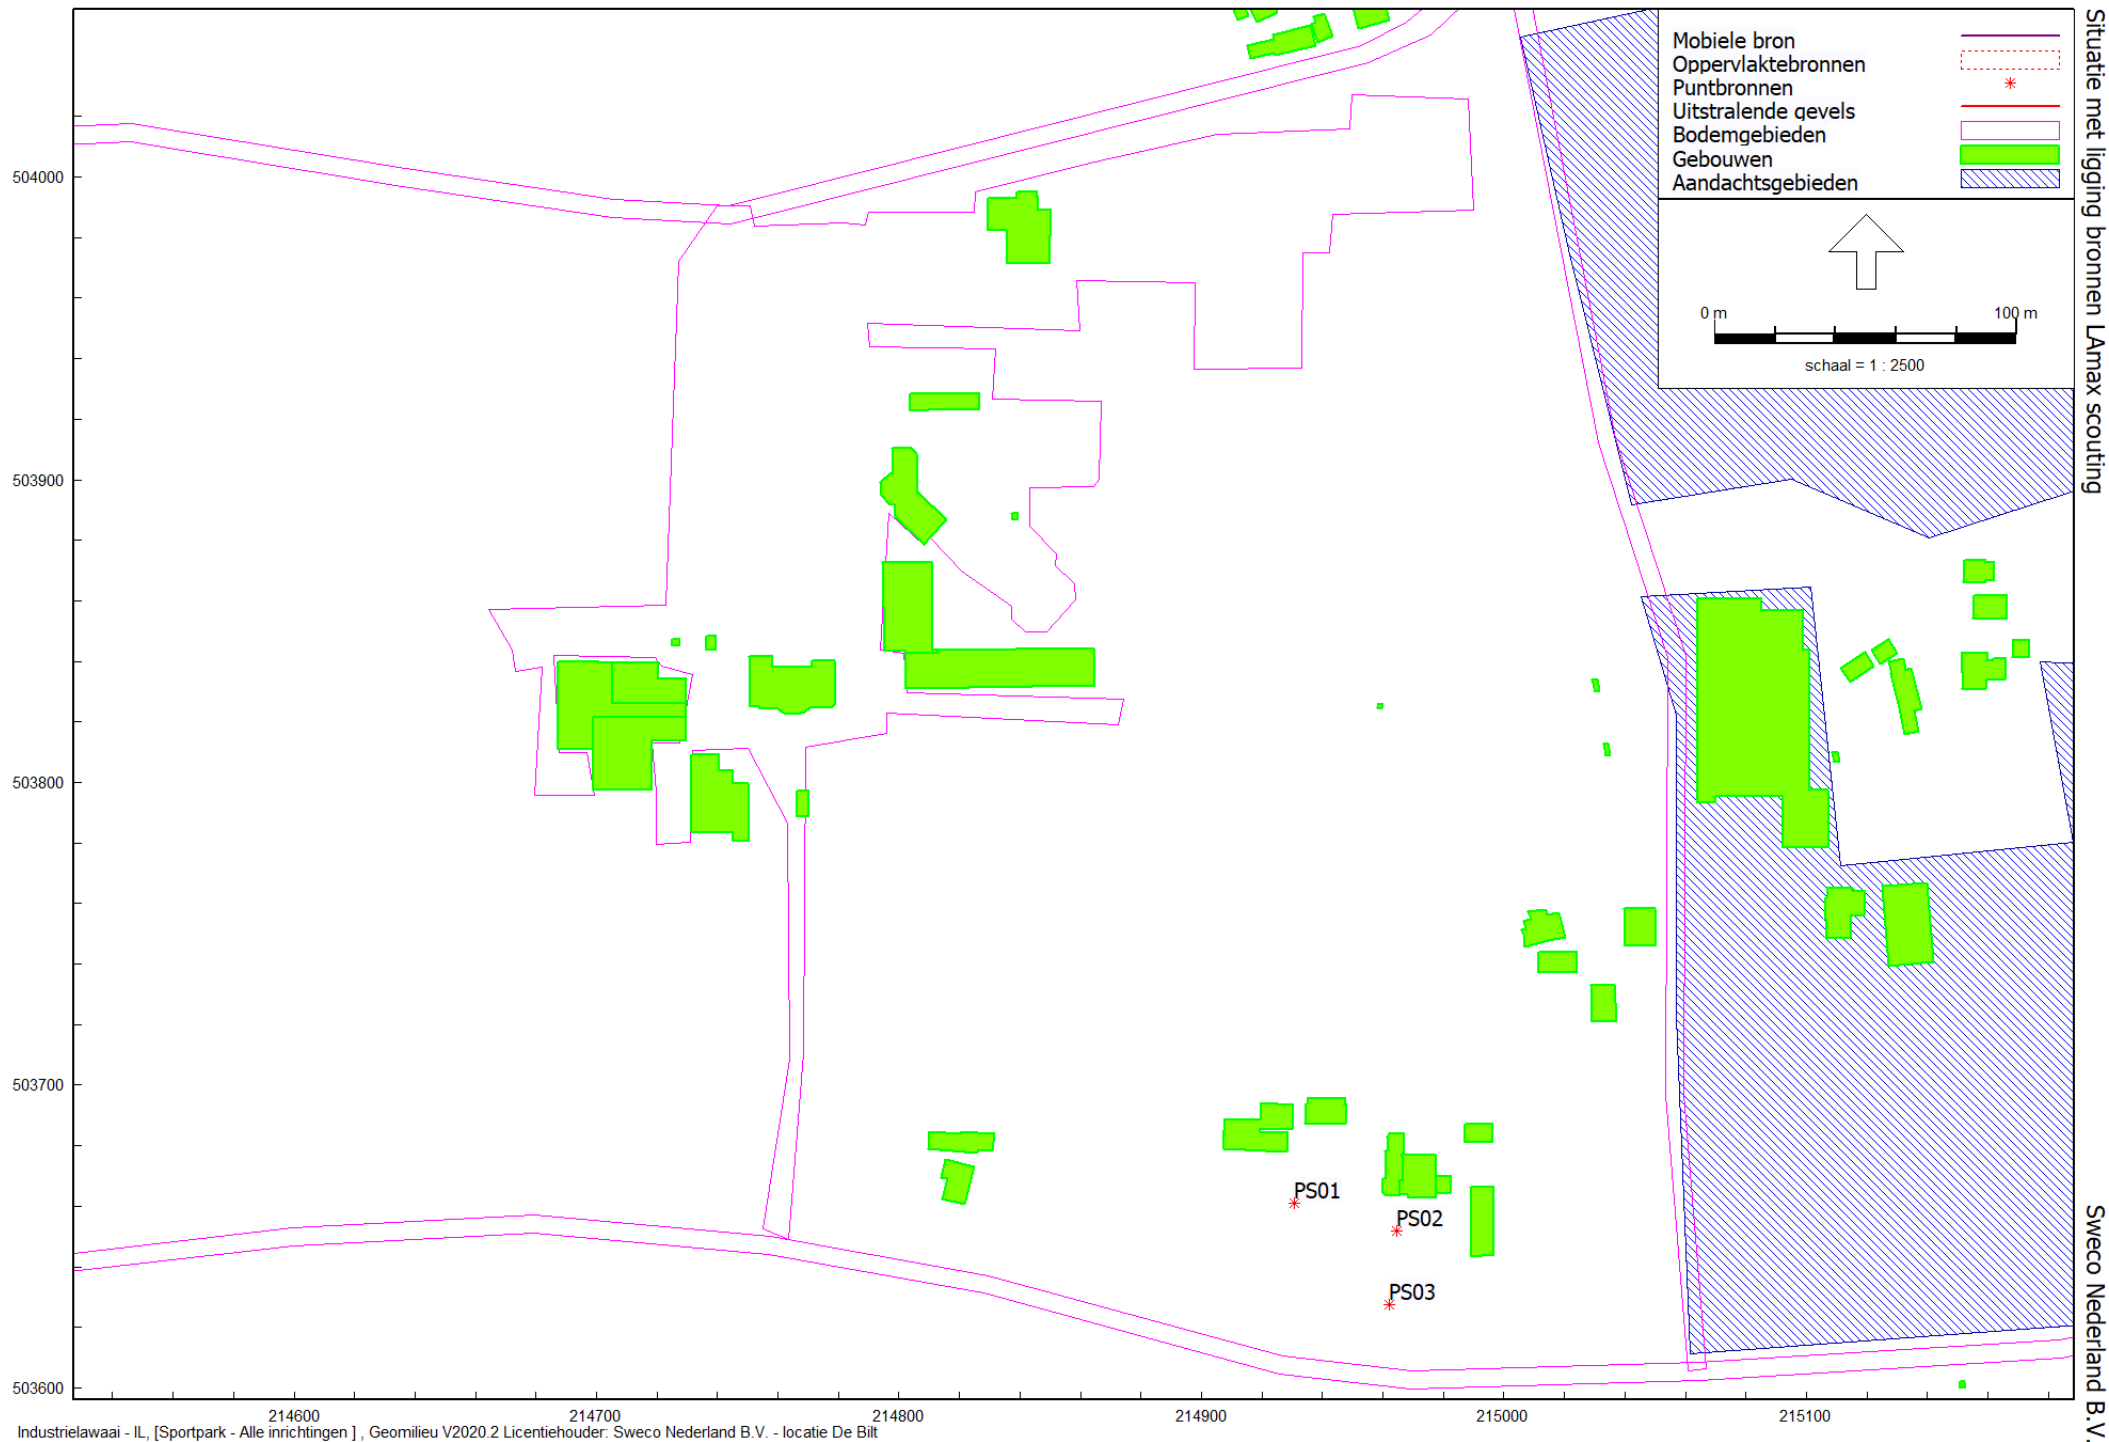 Situatie met ligging bronnen LAmax scouting
Mobiele bron
Oppervlaktebronnen
Puntbronnen
Uitstralende gevels
Bodemgebieden
Gebouwen
Aandachtsgebieden
0 m 100 m
schaal = 1 : 2500
504000
503900
503800
503700
503600
PS01
PS02
PS03
214600 214700 214800 214900 215000 215100
Industrielawaai - IL, [Sportpark - Alle inrichtingen ] , Geomilieu V2020.2 Licentiehouder: Sweco Nederland B.V. - locatie De Bilt
Sweco Nederland B.V.